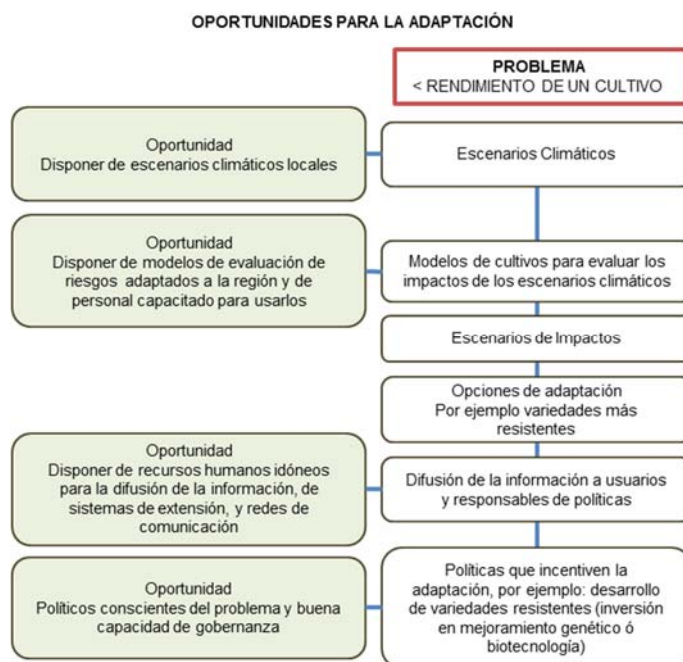 OPORTUNIDADES PARA LA ADAPTACIÓN
PROBLEMA
< RENDIMIENTO DE UN CULTIVO
Oportunidad
Disponer de escenarios climáticos locales
Escenarios Climáticos
Oportunidad
Disponer de modelos de evaluación de
riesgos adaptados a la región y de
personal capacitado para usarlos
Modelos de cultivos para evaluar los
impactos de los escenarios climáticos
Escenarios de Impactos
Opciones de adaptación
Por ejemplo variedades más
resistentes
Oportunidad
Disponer de recursos humanos idóneos
para la difusión de la información, de
sistemas de extensión, y redes de
comunicación
Difusión de la información a usuarios
y responsables de políticas
Oportunidad
Políticos conscientes del problema y buena
capacidad de gobernanza
Políticas que incentiven la
adaptación, por ejemplo: desarrollo
de variedades resistentes (inversión
en mejoramiento genético ó
biotecnología)